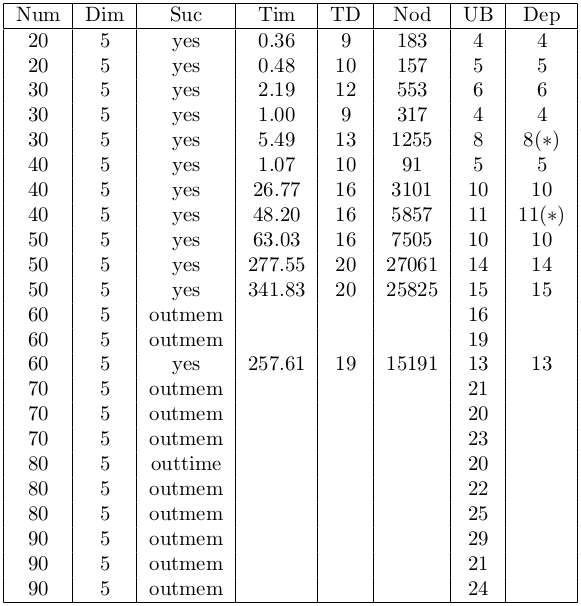 Num Dim Suc Tim TD Nod UB Dep
20 5 yes 0.36 9 183 4 4
20 5 yes 0.48 10 157 5 5
30 5 yes 2.19 12 553 6 6
30 5 yes 1.00 9 317 4 4
30 5 yes 5.49 13 1255 8 8(*)
40 5 yes 1.07 10 91 5 5
40 5 yes 26.77 16 3101 10 10
40 5 yes 48.20 16 5857 11 11(*)
50 5 yes 63.03 16 7505 10 10
50 5 yes 277.55 20 27061 14 14
50 5 yes 341.83 20 25825 15 15
60 5 outmem 16
60 5 outmem 19
60 5 yes 257.61 19 15191 13 13
70 5 outmem 21
70 5 outmem 20
70 5 outmem 23
80 5 outtime 20
80 5 outmem 22
80 5 outmem 25
90 5 outmem 29
90 5 outmem 21
90 5 outmem 24